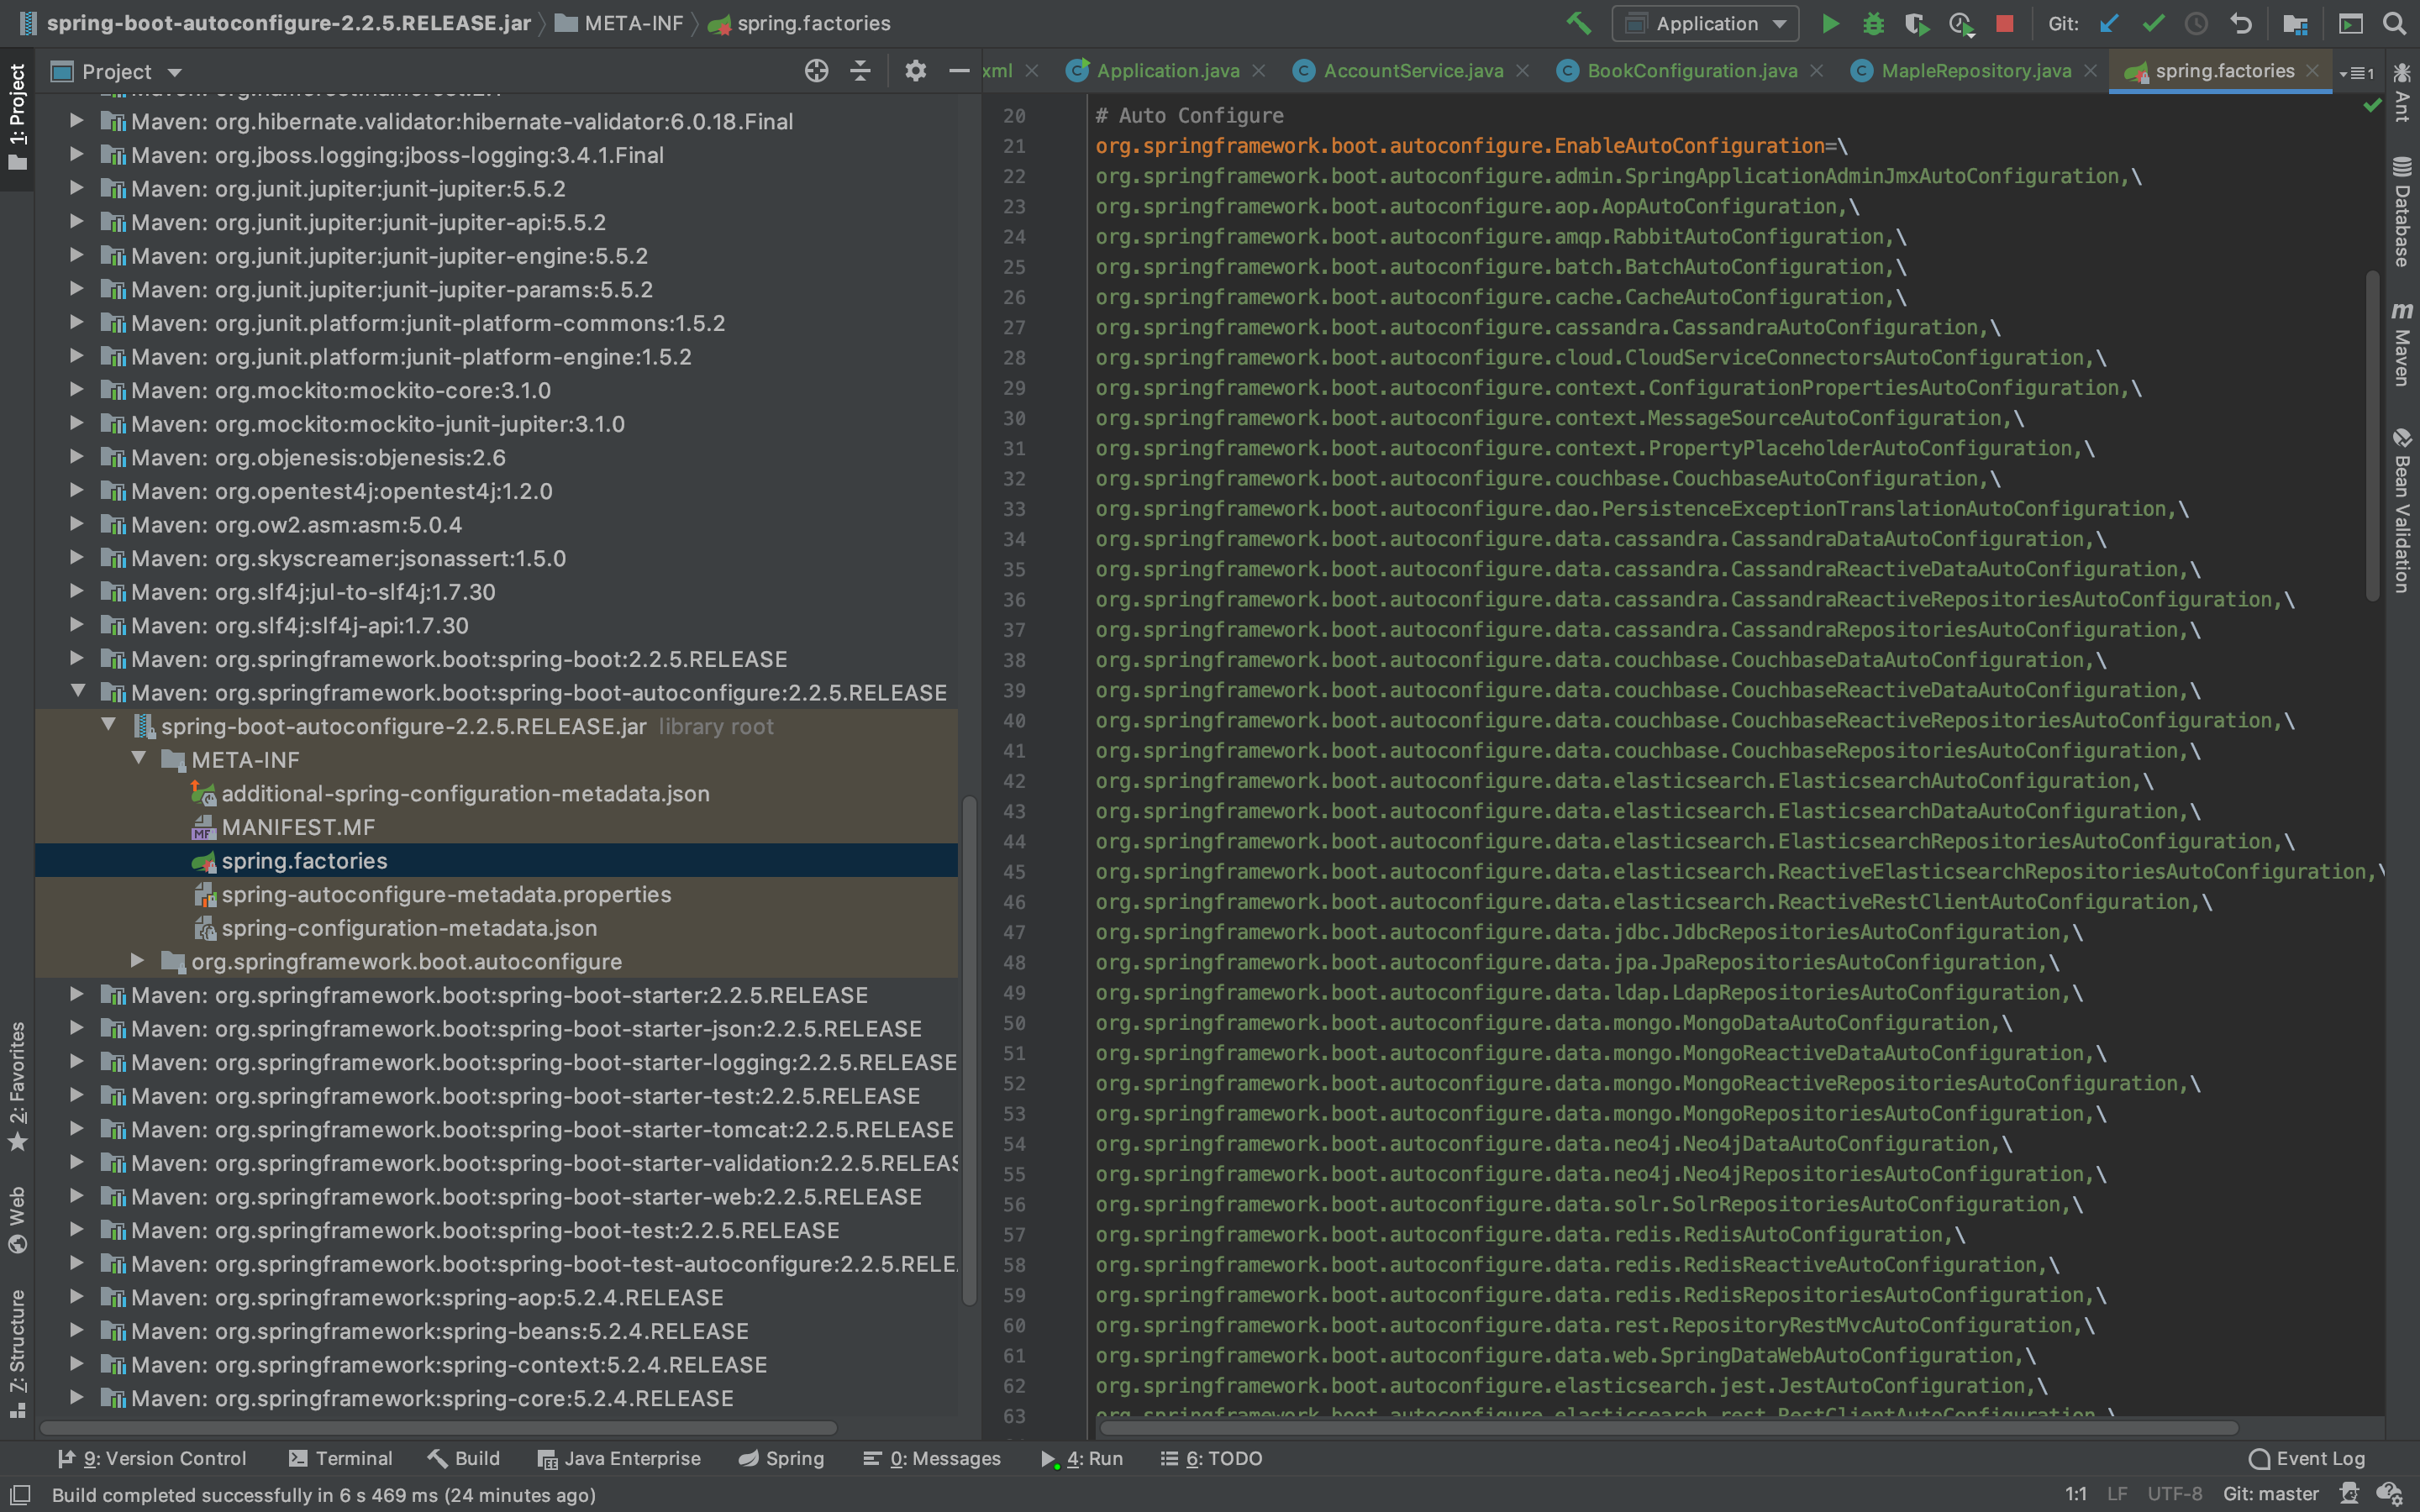 spring-boot-autoconfigure-2.2.5.RELEASE.jar META-INF spring.factories
Application Git:
1: Project
Project
xml Application.java AccountService.java BookConfiguration.java MapleRepository.java spring.factories 1
Maven: org.hibernate.validator:hibernate-validator:6.0.18.Final
Maven: org.jboss.logging:jboss-logging:3.4.1.Final
Maven: org.junit.jupiter:junit-jupiter:5.5.2
Maven: org.junit.jupiter:junit-jupiter-api:5.5.2
Maven: org.junit.jupiter:junit-jupiter-engine:5.5.2
Maven: org.junit.jupiter:junit-jupiter-params:5.5.2
Maven: org.junit.platform:junit-platform-commons:1.5.2
Maven: org.junit.platform:junit-platform-engine:1.5.2
Maven: org.mockito:mockito-core:3.1.0
Maven: org.mockito:mockito-junit-jupiter:3.1.0
Maven: org.objenesis:objenesis:2.6
Maven: org.opentest4j:opentest4j:1.2.0
Maven: org.ow2.asm:asm:5.0.4
Maven: org.skyscreamer:jsonassert:1.5.0
Maven: org.slf4j:jul-to-slf4j:1.7.30
Maven: org.slf4j:slf4j-api:1.7.30
Maven: org.springframework.boot:spring-boot:2.2.5.RELEASE
Maven: org.springframework.boot:spring-boot-autoconfigure:2.2.5.RELEASE
spring-boot-autoconfigure-2.2.5.RELEASE.jar library root
META-INF
additional-spring-configuration-metadata.json
MANIFEST.MF
spring.factories
spring-autoconfigure-metadata.properties
spring-configuration-metadata.json
org.springframework.boot.autoconfigure
Maven: org.springframework.boot:spring-boot-starter:2.2.5.RELEASE
Maven: org.springframework.boot:spring-boot-starter-json:2.2.5.RELEASE
Maven: org.springframework.boot:spring-boot-starter-logging:2.2.5.RELEASE
Maven: org.springframework.boot:spring-boot-starter-test:2.2.5.RELEASE
Maven: org.springframework.boot:spring-boot-starter-tomcat:2.2.5.RELEASE
Maven: org.springframework.boot:spring-boot-starter-validation:2.2.5.RELEAS
Maven: org.springframework.boot:spring-boot-starter-web:2.2.5.RELEASE
Maven: org.springframework.boot:spring-boot-test:2.2.5.RELEASE
Maven: org.springframework.boot:spring-boot-test-autoconfigure:2.2.5.RELE
Maven: org.springframework:spring-aop:5.2.4.RELEASE
Maven: org.springframework:spring-beans:5.2.4.RELEASE
Maven: org.springframework:spring-context:5.2.4.RELEASE
Maven: org.springframework:spring-core:5.2.4.RELEASE
2: Favorites
Web
Z: Structure
20 # Auto Configure
21 org.springframework.boot.autoconfigure.EnableAutoConfiguration=\
22 org.springframework.boot.autoconfigure.admin.SpringApplicationAdminJmxAutoConfiguration,\
23 org.springframework.boot.autoconfigure.aop.AopAutoConfiguration,\
24 org.springframework.boot.autoconfigure.amqp.RabbitAutoConfiguration,\
25 org.springframework.boot.autoconfigure.batch.BatchAutoConfiguration,\
26 org.springframework.boot.autoconfigure.cache.CacheAutoConfiguration,\
27 org.springframework.boot.autoconfigure.cassandra.CassandraAutoConfiguration,\
28 org.springframework.boot.autoconfigure.cloud.CloudServiceConnectorsAutoConfiguration,\
29 org.springframework.boot.autoconfigure.context.ConfigurationPropertiesAutoConfiguration,\
30 org.springframework.boot.autoconfigure.context.MessageSourceAutoConfiguration,\
31 org.springframework.boot.autoconfigure.context.PropertyPlaceholderAutoConfiguration,\
32 org.springframework.boot.autoconfigure.couchbase.CouchbaseAutoConfiguration,\
33 org.springframework.boot.autoconfigure.dao.PersistenceExceptionTranslationAutoConfiguration,\
34 org.springframework.boot.autoconfigure.data.cassandra.CassandraDataAutoConfiguration,\
35 org.springframework.boot.autoconfigure.data.cassandra.CassandraReactiveDataAutoConfiguration,\
36 org.springframework.boot.autoconfigure.data.cassandra.CassandraReactiveRepositoriesAutoConfiguration,\
37 org.springframework.boot.autoconfigure.data.cassandra.CassandraRepositoriesAutoConfiguration,\
38 org.springframework.boot.autoconfigure.data.couchbase.CouchbaseDataAutoConfiguration,\
39 org.springframework.boot.autoconfigure.data.couchbase.CouchbaseReactiveDataAutoConfiguration,\
40 org.springframework.boot.autoconfigure.data.couchbase.CouchbaseReactiveRepositoriesAutoConfiguration,\
41 org.springframework.boot.autoconfigure.data.couchbase.CouchbaseRepositoriesAutoConfiguration,\
42 org.springframework.boot.autoconfigure.data.elasticsearch.ElasticsearchAutoConfiguration,\
43 org.springframework.boot.autoconfigure.data.elasticsearch.ElasticsearchDataAutoConfiguration,\
44 org.springframework.boot.autoconfigure.data.elasticsearch.ElasticsearchRepositoriesAutoConfiguration,\
45 org.springframework.boot.autoconfigure.data.elasticsearch.ReactiveElasticsearchRepositoriesAutoConfiguration,\
46 org.springframework.boot.autoconfigure.data.elasticsearch.ReactiveRestClientAutoConfiguration,\
47 org.springframework.boot.autoconfigure.data.jdbc.JdbcRepositoriesAutoConfiguration,\
48 org.springframework.boot.autoconfigure.data.jpa.JpaRepositoriesAutoConfiguration,\
49 org.springframework.boot.autoconfigure.data.ldap.LdapRepositoriesAutoConfiguration,\
50 org.springframework.boot.autoconfigure.data.mongo.MongoDataAutoConfiguration,\
51 org.springframework.boot.autoconfigure.data.mongo.MongoReactiveDataAutoConfiguration,\
52 org.springframework.boot.autoconfigure.data.mongo.MongoReactiveRepositoriesAutoConfiguration,\
53 org.springframework.boot.autoconfigure.data.mongo.MongoRepositoriesAutoConfiguration,\
54 org.springframework.boot.autoconfigure.data.neo4j.Neo4jDataAutoConfiguration,\
55 org.springframework.boot.autoconfigure.data.neo4j.Neo4jRepositoriesAutoConfiguration,\
56 org.springframework.boot.autoconfigure.data.solr.SolrRepositoriesAutoConfiguration,\
57 org.springframework.boot.autoconfigure.data.redis.RedisAutoConfiguration,\
58 org.springframework.boot.autoconfigure.data.redis.RedisReactiveAutoConfiguration,\
59 org.springframework.boot.autoconfigure.data.redis.RedisRepositoriesAutoConfiguration,\
60 org.springframework.boot.autoconfigure.data.rest.RepositoryRestMvcAutoConfiguration,\
61 org.springframework.boot.autoconfigure.data.web.SpringDataWebAutoConfiguration,\
62 org.springframework.boot.autoconfigure.elasticsearch.jest.JestAutoConfiguration,\
63 org.springframework.boot.autoconfigure.elasticsearch.rest.RestClientAutoConfiguration,\
Ant
Database
Maven
Bean Validation
9: Version Control Terminal Build Java Enterprise Spring 0: Messages 4: Run 6: TODO Event Log
Build completed successfully in 6 s 469 ms (24 minutes ago) 1:1 LF UTF-8 Git: master